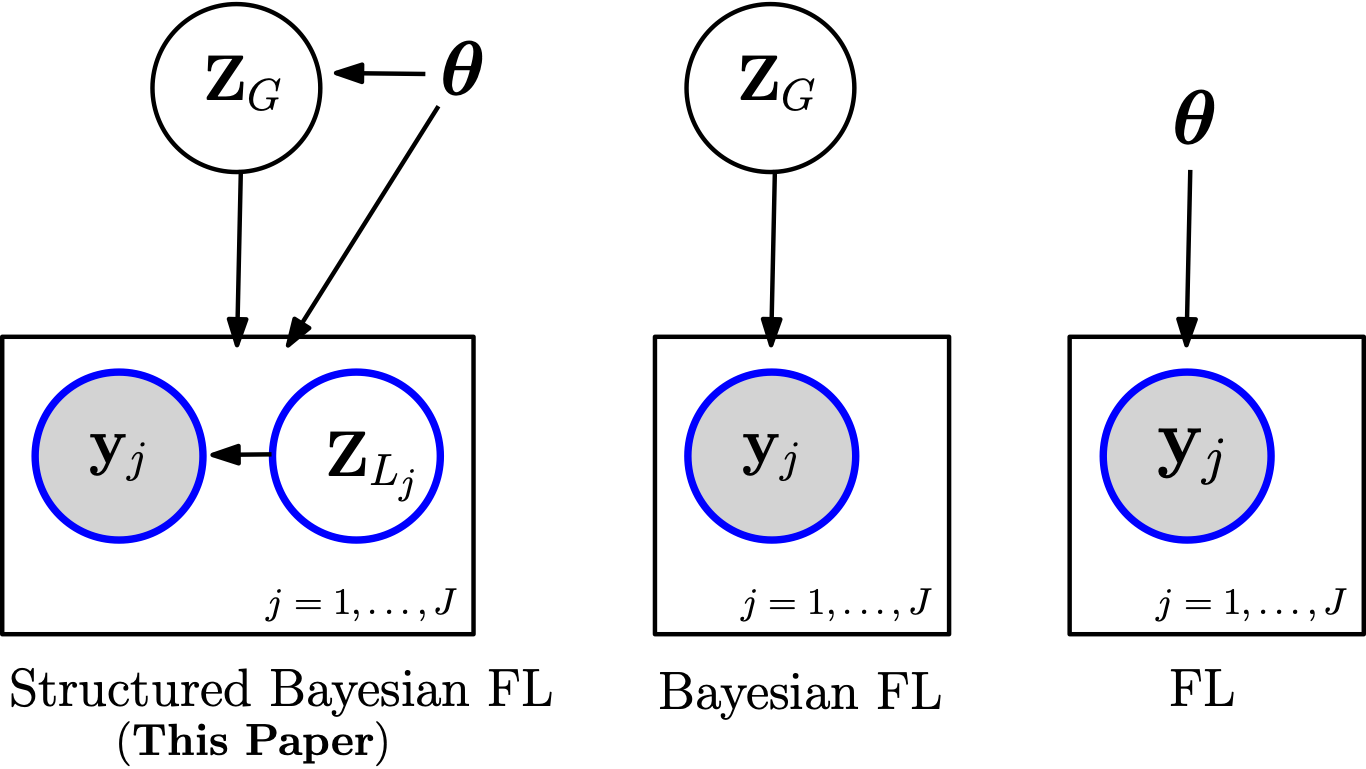 Z_G θ
y_j Z_{L_j}
j = 1, . . . , J
Structured Bayesian FL
(This Paper)
Z_G
y_j
j = 1, . . . , J
Bayesian FL
θ
y_j
j = 1, . . . , J
FL